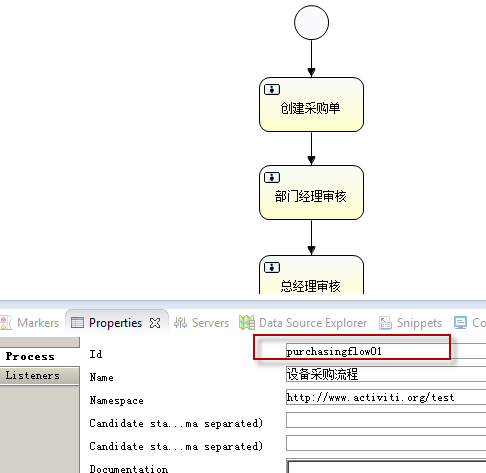 创建采购单
部门经理审核
总经理审核
Markers Properties Servers Data Source Explorer Snippets Co
Process
Listeners
Id purchasingflow01
Name 设备采购流程
Namespace http://www.activiti.org/test
Candidate sta...ma separated)
Candidate sta...ma separated)
Documentation